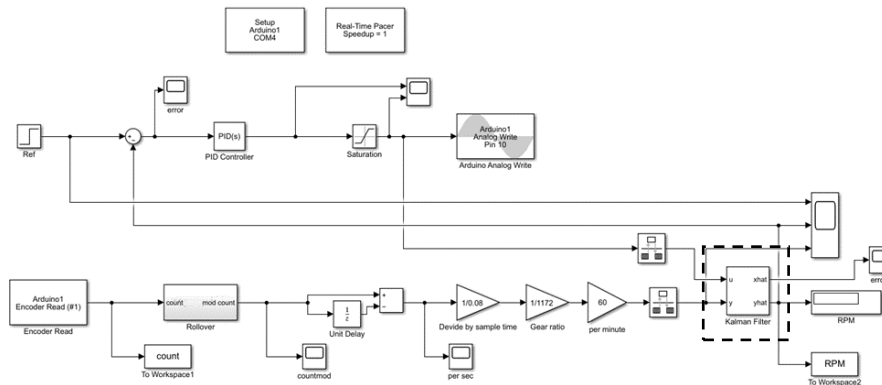 Setup
Arduino1
COM4
Real-Time Pacer
Speedup = 1
error
Ref
PID(s)
PID Controller
Saturation
Arduino1
Analog Write
Pin 10
Arduino Analog Write
Arduino1
Encoder Read (#1)
Encoder Read
count
mod count
Rollover
count
To Workspace1
countmod
1
z
Unit Delay
+
−
per sec
1/0.08
Devide by sample time
1/1172
Gear ratio
60
per minute
u
xhat
y
yhat
Kalman Filter
erro
RPM
RPM
To Workspace2